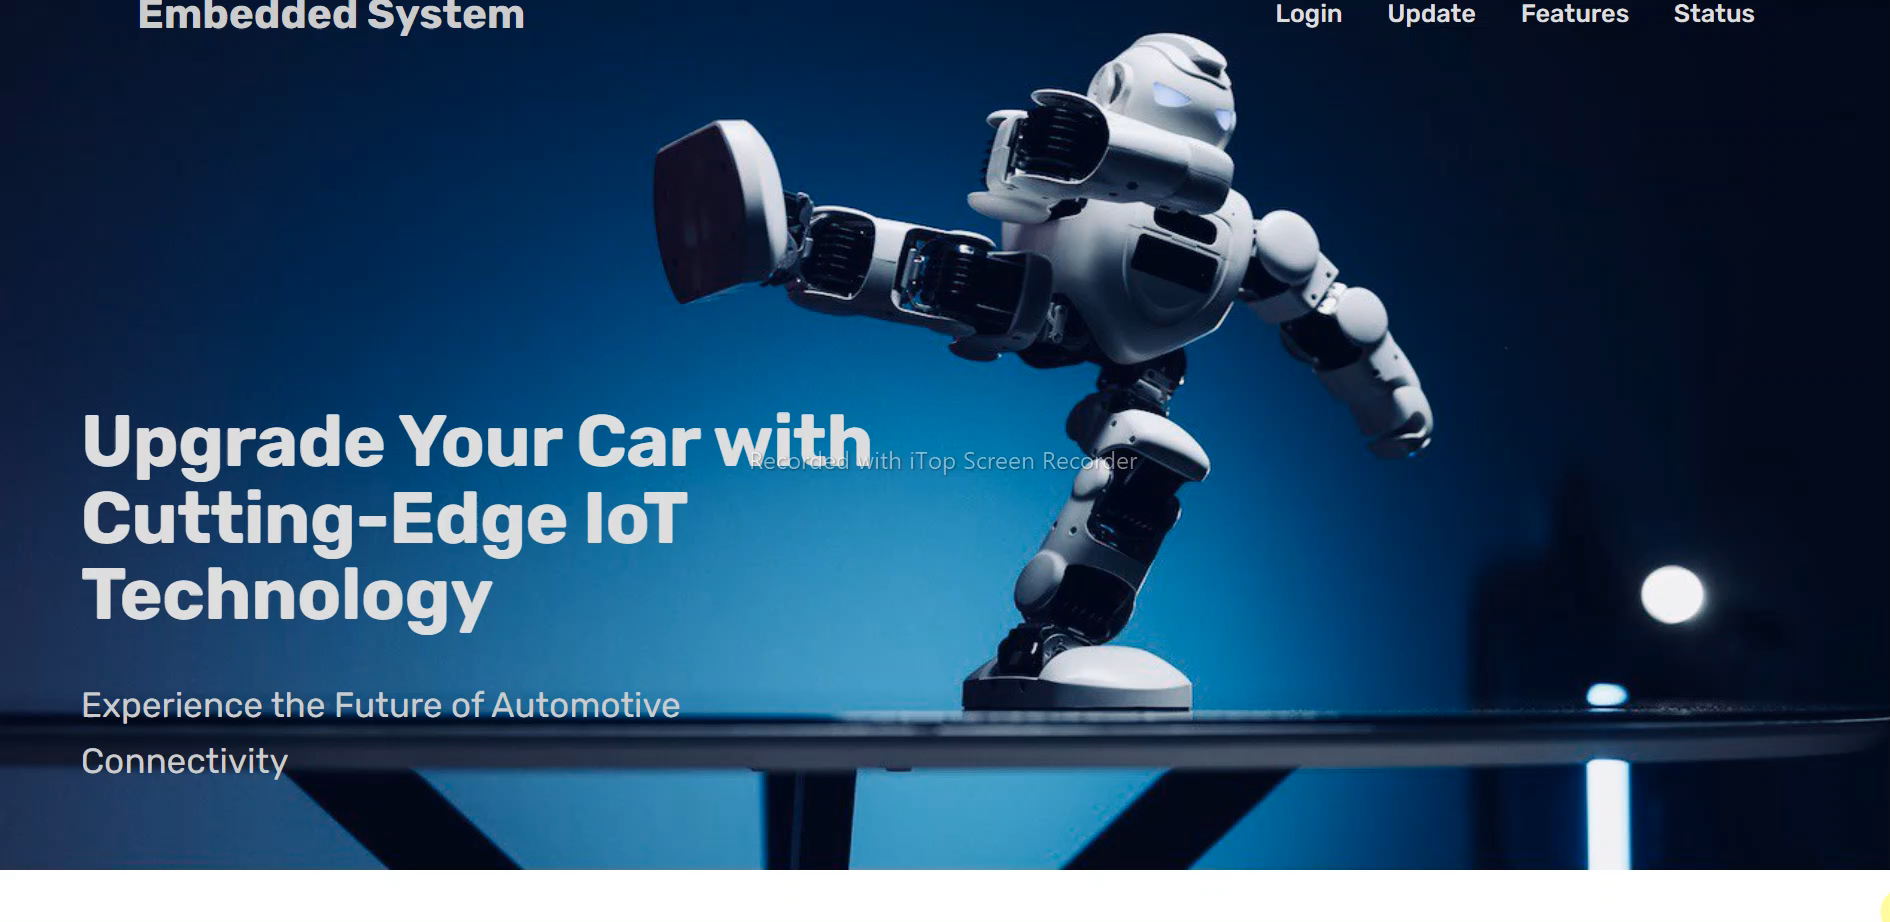 Embedded System
Login Update Features Status
Upgrade Your Car with
Cutting-Edge IoT
Technology
Recorded with iTop Screen Recorder
Experience the Future of Automotive
Connectivity